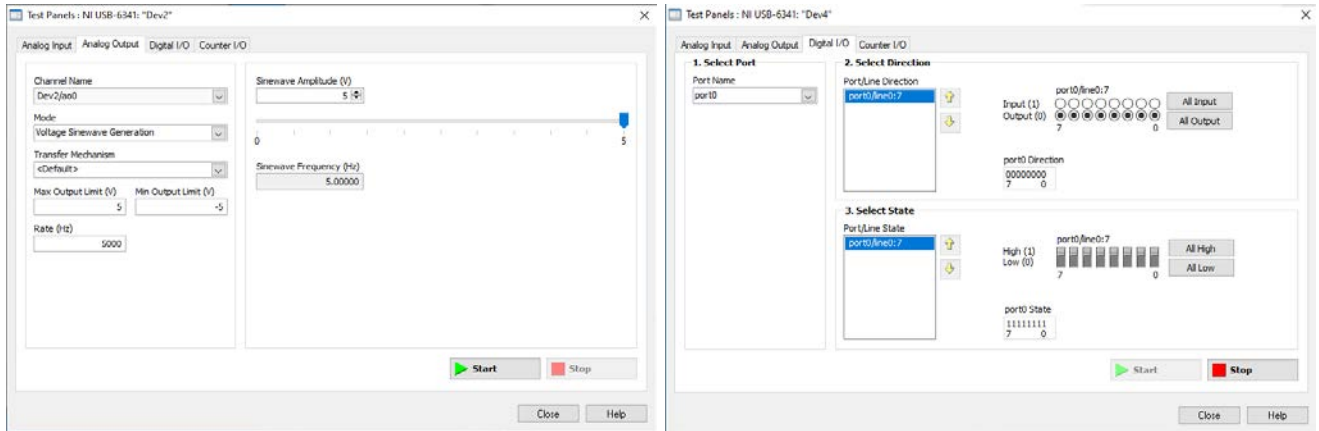 Test Panels : NI USB-6341: "Dev2"
Analog Input Analog Output Digital I/O Counter I/O
Channel Name
Dev2/ao0
Mode
Voltage Sinewave Generation
Transfer Mechanism
<Default>
Max Output Limit (V) Min Output Limit (V)
5 -5
Rate (Hz)
5000
Sinewave Amplitude (V)
5
0 5
Sinewave Frequency (Hz)
5.00000
Start Stop
Close Help
Test Panels : NI USB-6341: "Dev4"
Analog Input Analog Output Digital I/O Counter I/O
1. Select Port
Port Name
port0
2. Select Direction
Port/Line Direction
port0/line0:7
port0/line0:7
Input (1) All Input
Output (0) All Output
7 0
port0 Direction
00000000
7 0
3. Select State
Port/Line State
port0/line0:7
port0/line0:7
High (1) All High
Low (0) All Low
7 0
port0 State
11111111
7 0
Start Stop
Close Help